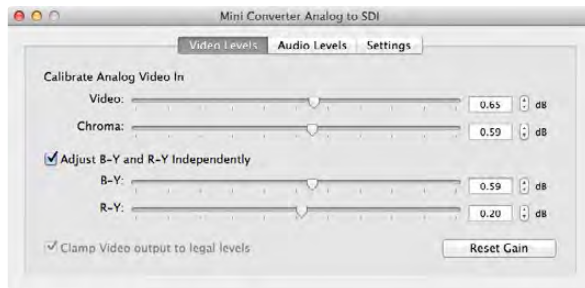 Mini Converter Analog to SDI
Video Levels Audio Levels Settings
Calibrate Analog Video In
Video: 0.65 dB
Chroma: 0.59 dB
Adjust B-Y and R-Y Independently
B-Y: 0.59 dB
R-Y: 0.20 dB
Clamp Video output to legal levels Reset Gain